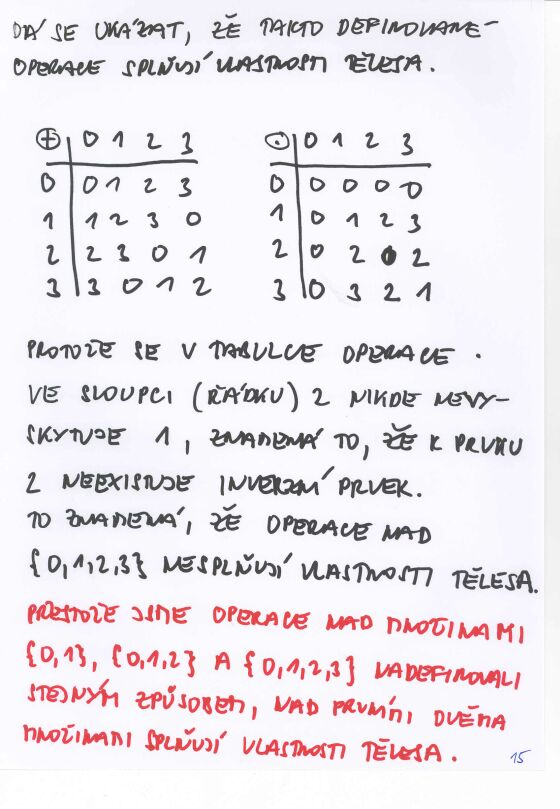 DÁ SE UKÁZAT, ŽE TAKTO DEFINOVANÉ
OPERACE SPLŇUJÍ VLASTNOSTI TĚLESA.
⊕ 0 1 2 3
0 0 1 2 3
1 1 2 3 0
2 2 3 0 1
3 3 0 1 2
⊙ 0 1 2 3
0 0 0 0 0
1 0 1 2 3
2 0 2 0 2
3 0 3 2 1
PROTOŽE SE V TABULCE OPERACE ·
VE SLOUPCI (ŘÁDKU) 2 NIKDE NEVY-
SKYTUJE 1, ZNAMENÁ TO, ŽE K PRVKU
2 NEEXISTUJE INVERZNÍ PRVEK.
TO ZNAMENÁ, ŽE OPERACE NAD
{0,1,2,3} NESPLŇUJÍ VLASTNOSTI TĚLESA.
PŘESTOŽE JSME OPERACE NAD MNOŽINAMI
{0,1}, {0,1,2} A {0,1,2,3} NADEFINOVALI
STEJNÝM ZPŮSOBEM, NAD PRVNÍMI DVĚMA
MNOŽINAMI SPLŇUJÍ VLASTNOSTI TĚLESA.
15